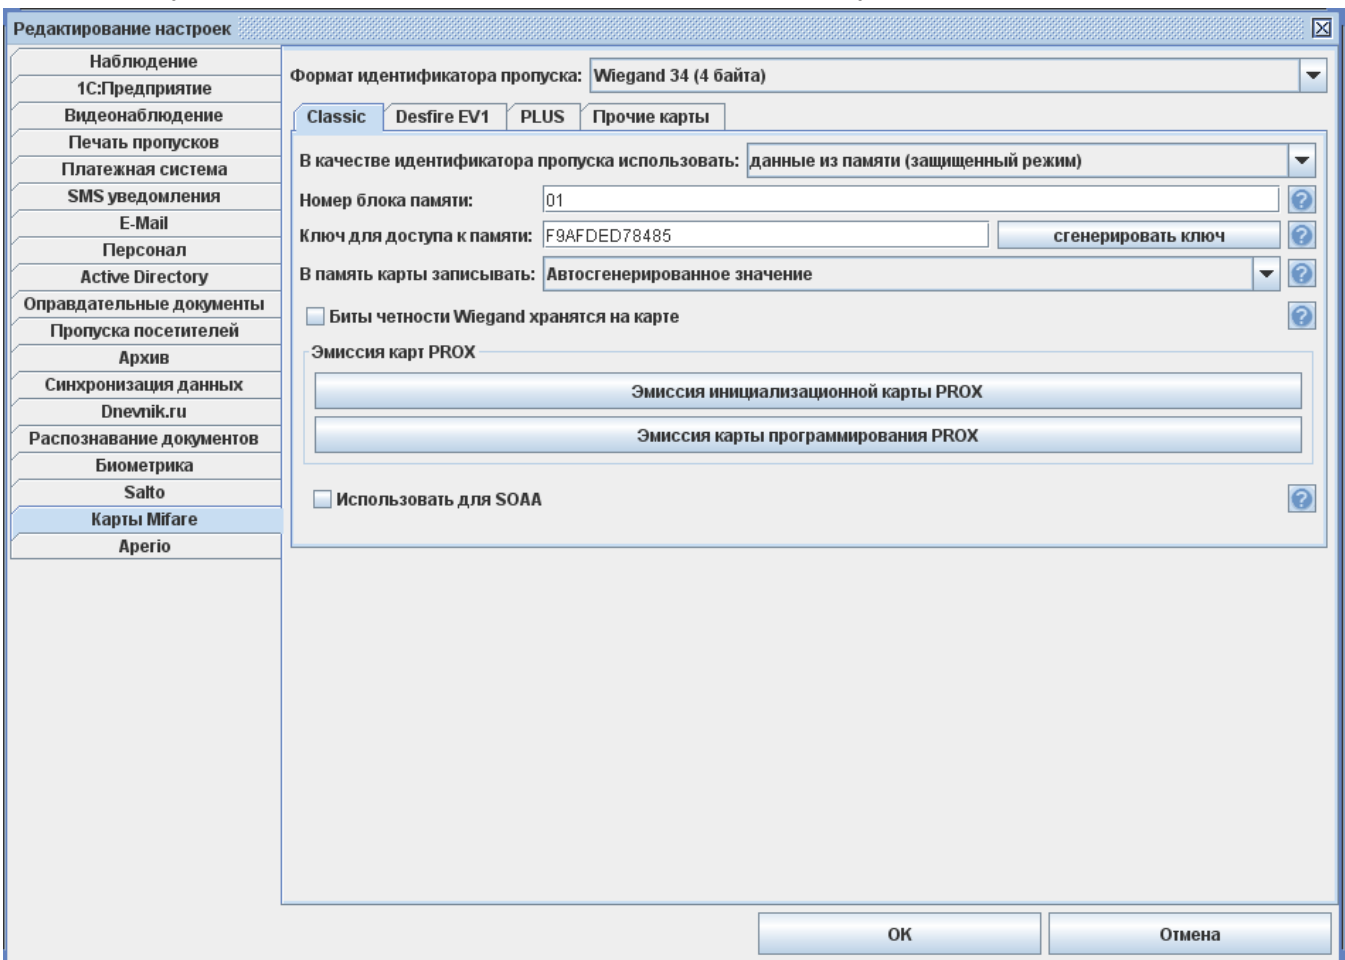 Редактирование настроек
Наблюдение
1С:Предприятие
Видеонаблюдение
Печать пропусков
Платежная система
SMS уведомления
E-Mail
Персонал
Active Directory
Оправдательные документы
Пропуска посетителей
Архив
Синхронизация данных
Dnevnik.ru
Распознавание документов
Биометрика
Salto
Карты Mifare
Aperio
Формат идентификатора пропуска: Wiegand 34 (4 байта)
Classic Desfire EV1 PLUS Прочие карты
В качестве идентификатора пропуска использовать: данные из памяти (защищенный режим)
Номер блока памяти: 01 ?
Ключ для доступа к памяти: F9AFDED78485 сгенерировать ключ ?
В память карты записывать: Автосгенерированное значение ?
Биты четности Wiegand хранятся на карте ?
Эмиссия карт PROX
Эмиссия инициализационной карты PROX
Эмиссия карты программирования PROX
Использовать для SOAA ?
ОК Отмена